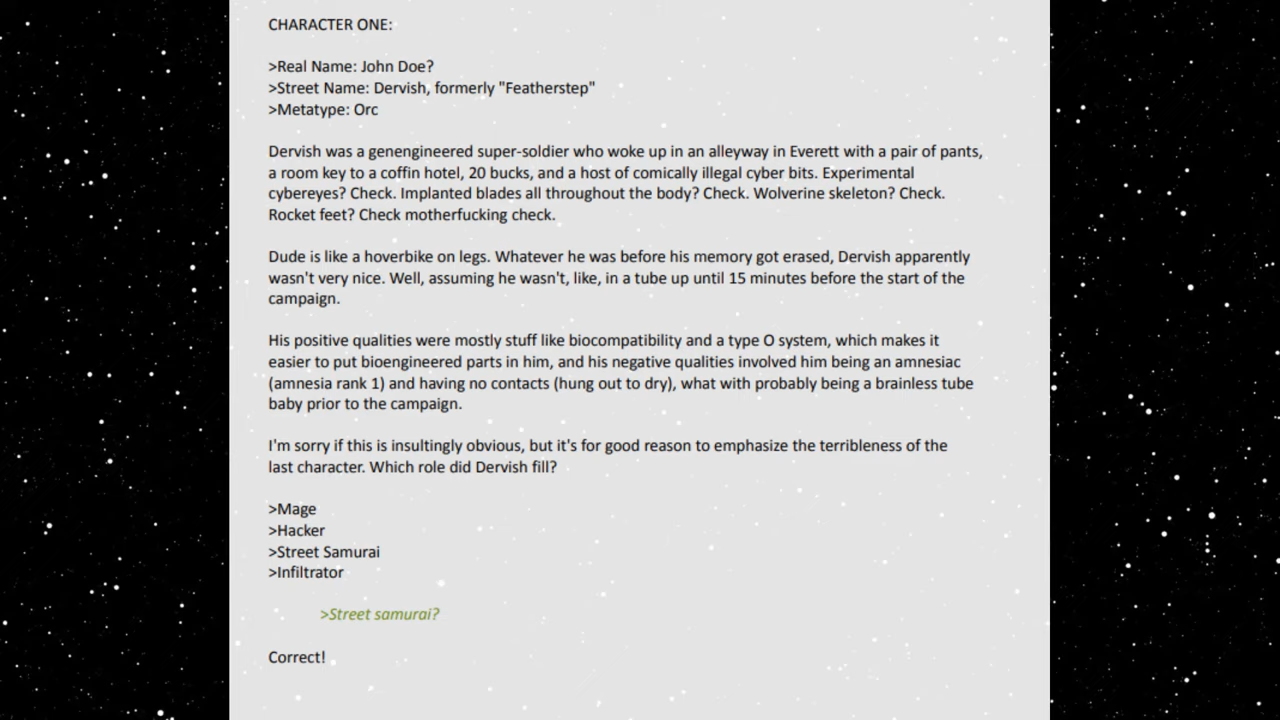 CHARACTER ONE:
>Real Name: John Doe?
>Street Name: Dervish, formerly "Featherstep"
>Metatype: Orc
Dervish was a genengineered super-soldier who woke up in an alleyway in Everett with a pair of pants,
a room key to a coffin hotel, 20 bucks, and a host of comically illegal cyber bits. Experimental
cybereyes? Check. Implanted blades all throughout the body? Check. Wolverine skeleton? Check.
Rocket feet? Check motherfucking check.
Dude is like a hoverbike on legs. Whatever he was before his memory got erased, Dervish apparently
wasn't very nice. Well, assuming he wasn't, like, in a tube up until 15 minutes before the start of the
campaign.
His positive qualities were mostly stuff like biocompatibility and a type O system, which makes it
easier to put bioengineered parts in him, and his negative qualities involved him being an amnesiac
(amnesia rank 1) and having no contacts (hung out to dry), what with probably being a brainless tube
baby prior to the campaign.
I'm sorry if this is insultingly obvious, but it's for good reason to emphasize the terribleness of the
last character. Which role did Dervish fill?
>Mage
>Hacker
>Street Samurai
>Infiltrator
>Street samurai?
Correct!